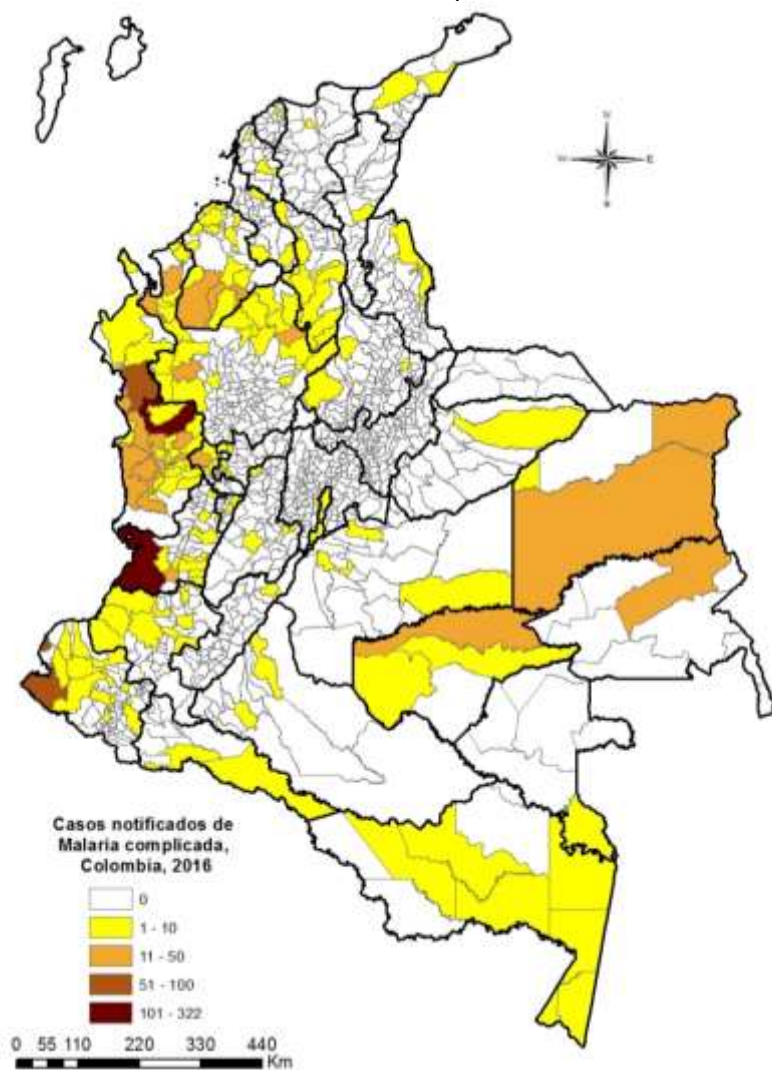 W E
Casos notificados de
Malaria complicada,
Colombia, 2016
0
1 - 10
11 - 50
51 - 100
101 - 322
0 55 110 220 330 440
Km